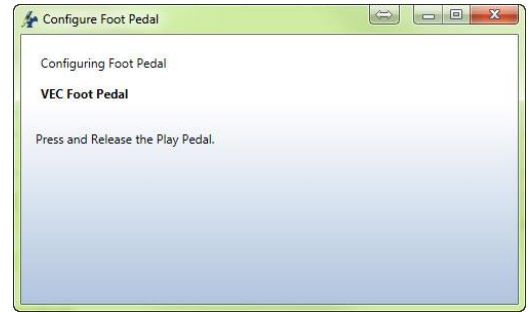 Configure Foot Pedal
Configuring Foot Pedal
VEC Foot Pedal
Press and Release the Play Pedal.